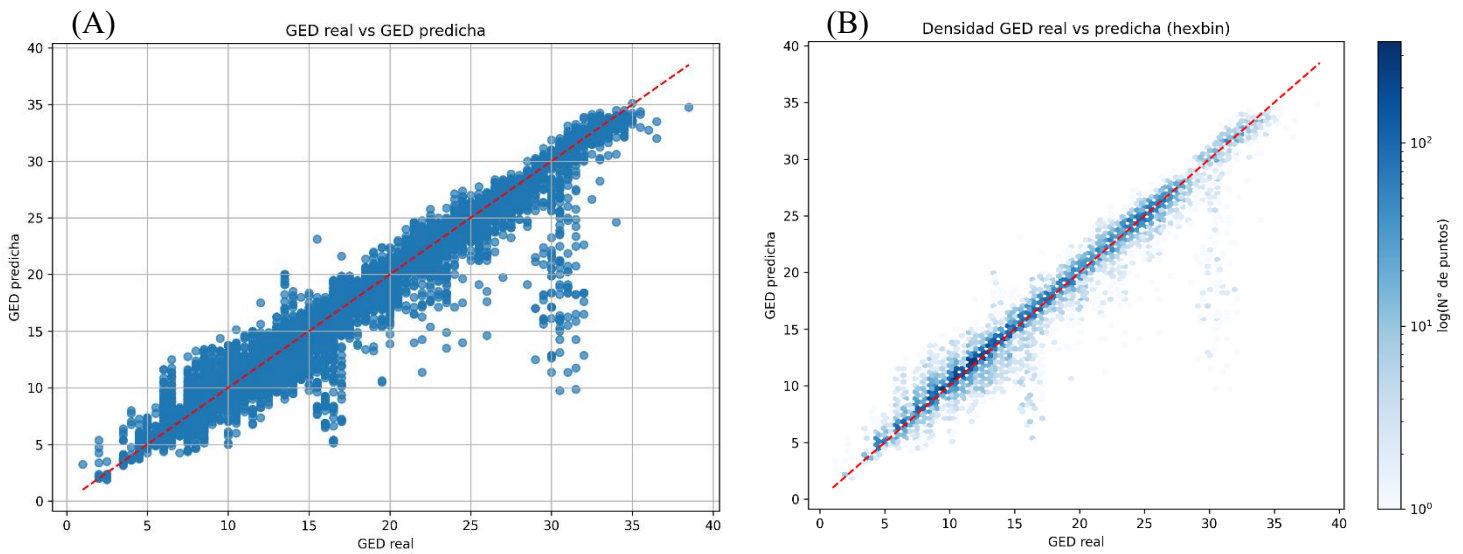 (A)
GED real vs GED predicha
40
35
30
25
20
15
10
5
0
GED predicha
0 5 10 15 20 25 30 35 40
GED real
(B)
Densidad GED real vs predicha (hexbin)
40
35
30
25
20
15
10
5
0
GED predicha
0 5 10 15 20 25 30 35 40
GED real
10²
10¹
10⁰
log(N° de puntos)